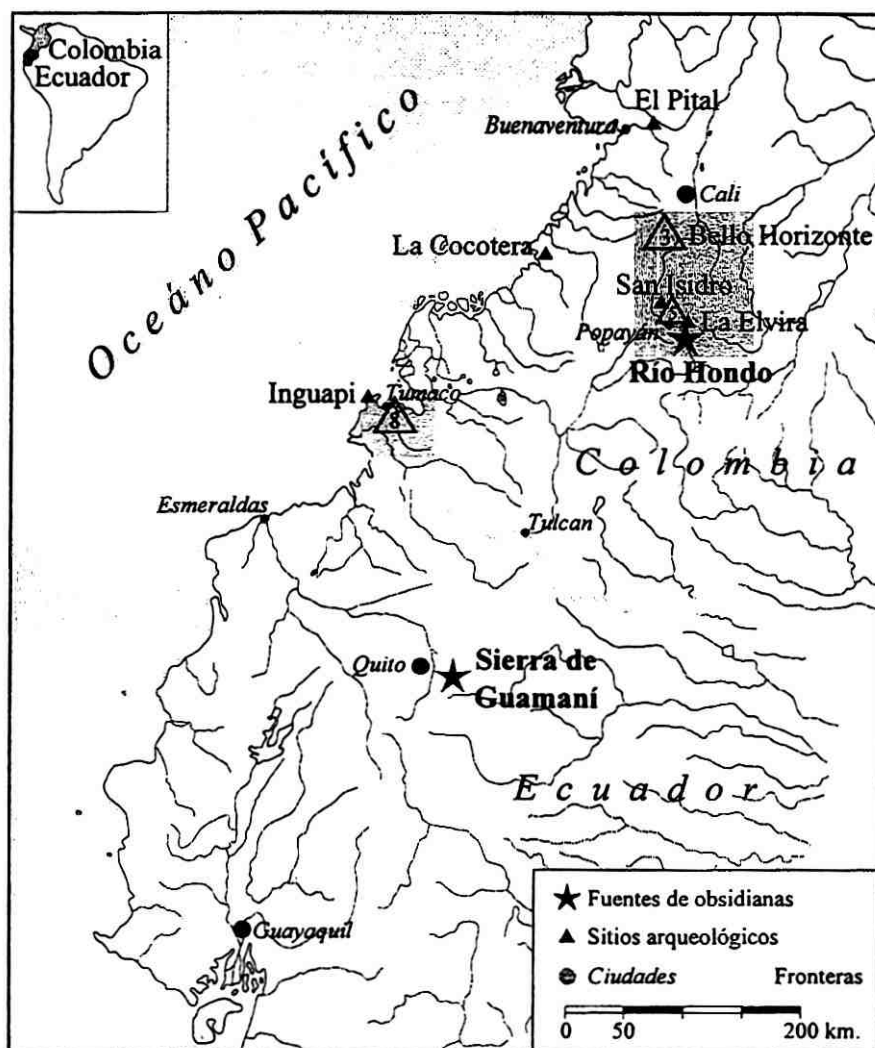 Colombia
Ecuador
Oceáno Pacífico
El Pital
Buenaventura
Cali
3
Bello Horizonte
La Cocotera
San Isidro
Popayán
La Elvira
Río Hondo
Inguapi
Tumaco
8
Colombia
Esmeraldas
Tulcan
Quito
Sierra de
Guamaní
Ecuador
Guayaquil
Fuentes de obsidianas
Sitios arqueológicos
Ciudades Fronteras
0 50 200 km.